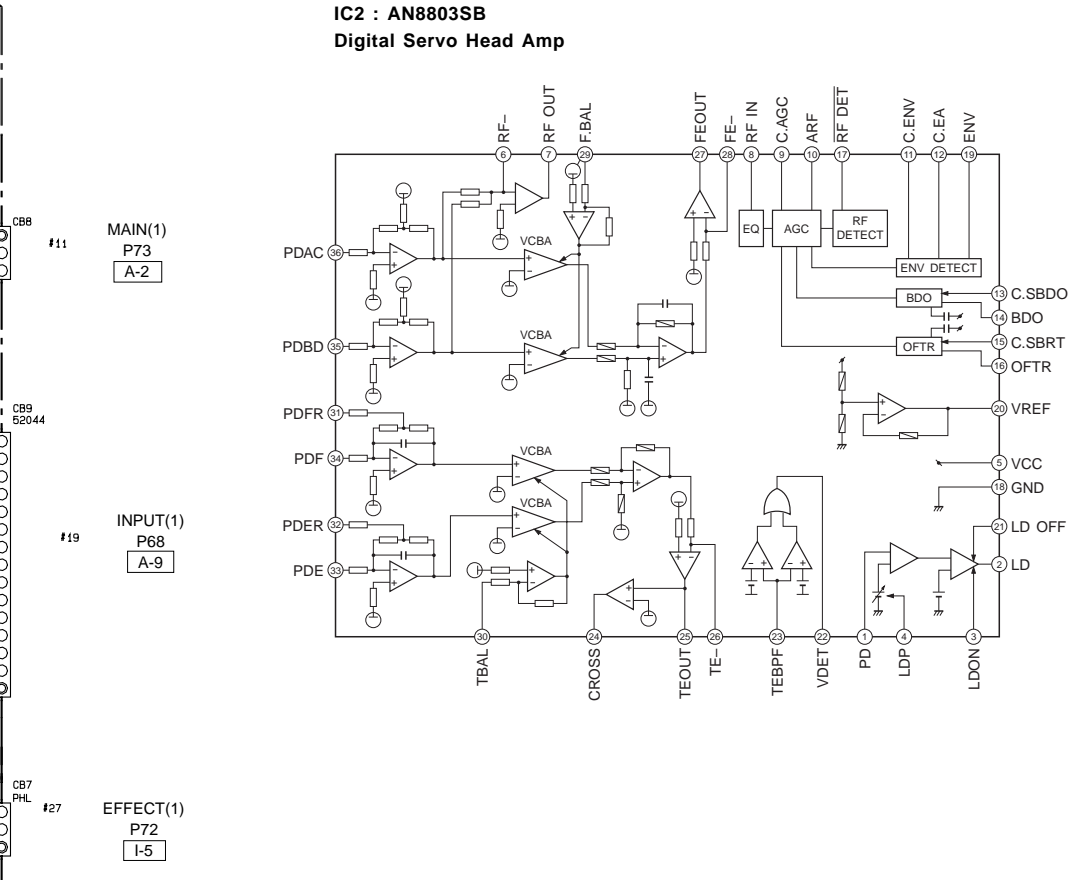 IC2 : AN8803SB
Digital Servo Head Amp
CB8
#11
MAIN(1)
P73
A-2
CB9
52044
#19
INPUT(1)
P68
A-9
CB7
PHL
#27
EFFECT(1)
P72
I-5
RF–
RF OUT
F.BAL
FEOUT
FE–
RF IN
C.AGC
ARF
RF DET
C.ENV
C.EA
ENV
6
7
29
27
28
8
9
10
17
11
12
19
EQ
AGC
RF
DETECT
ENV DETECT
BDO
OFTR
VCBA
VCBA
VCBA
VCBA
PDAC 36
PDBD 35
PDFR 31
PDF 34
PDER 32
PDE 33
13 C.SBDO
14 BDO
15 C.SBRT
16 OFTR
20 VREF
5 VCC
18 GND
21 LD OFF
2 LD
30
24
25
26
23
22
1
4
3
TBAL
CROSS
TEOUT
TE–
TEBPF
VDET
PD
LDP
LDON